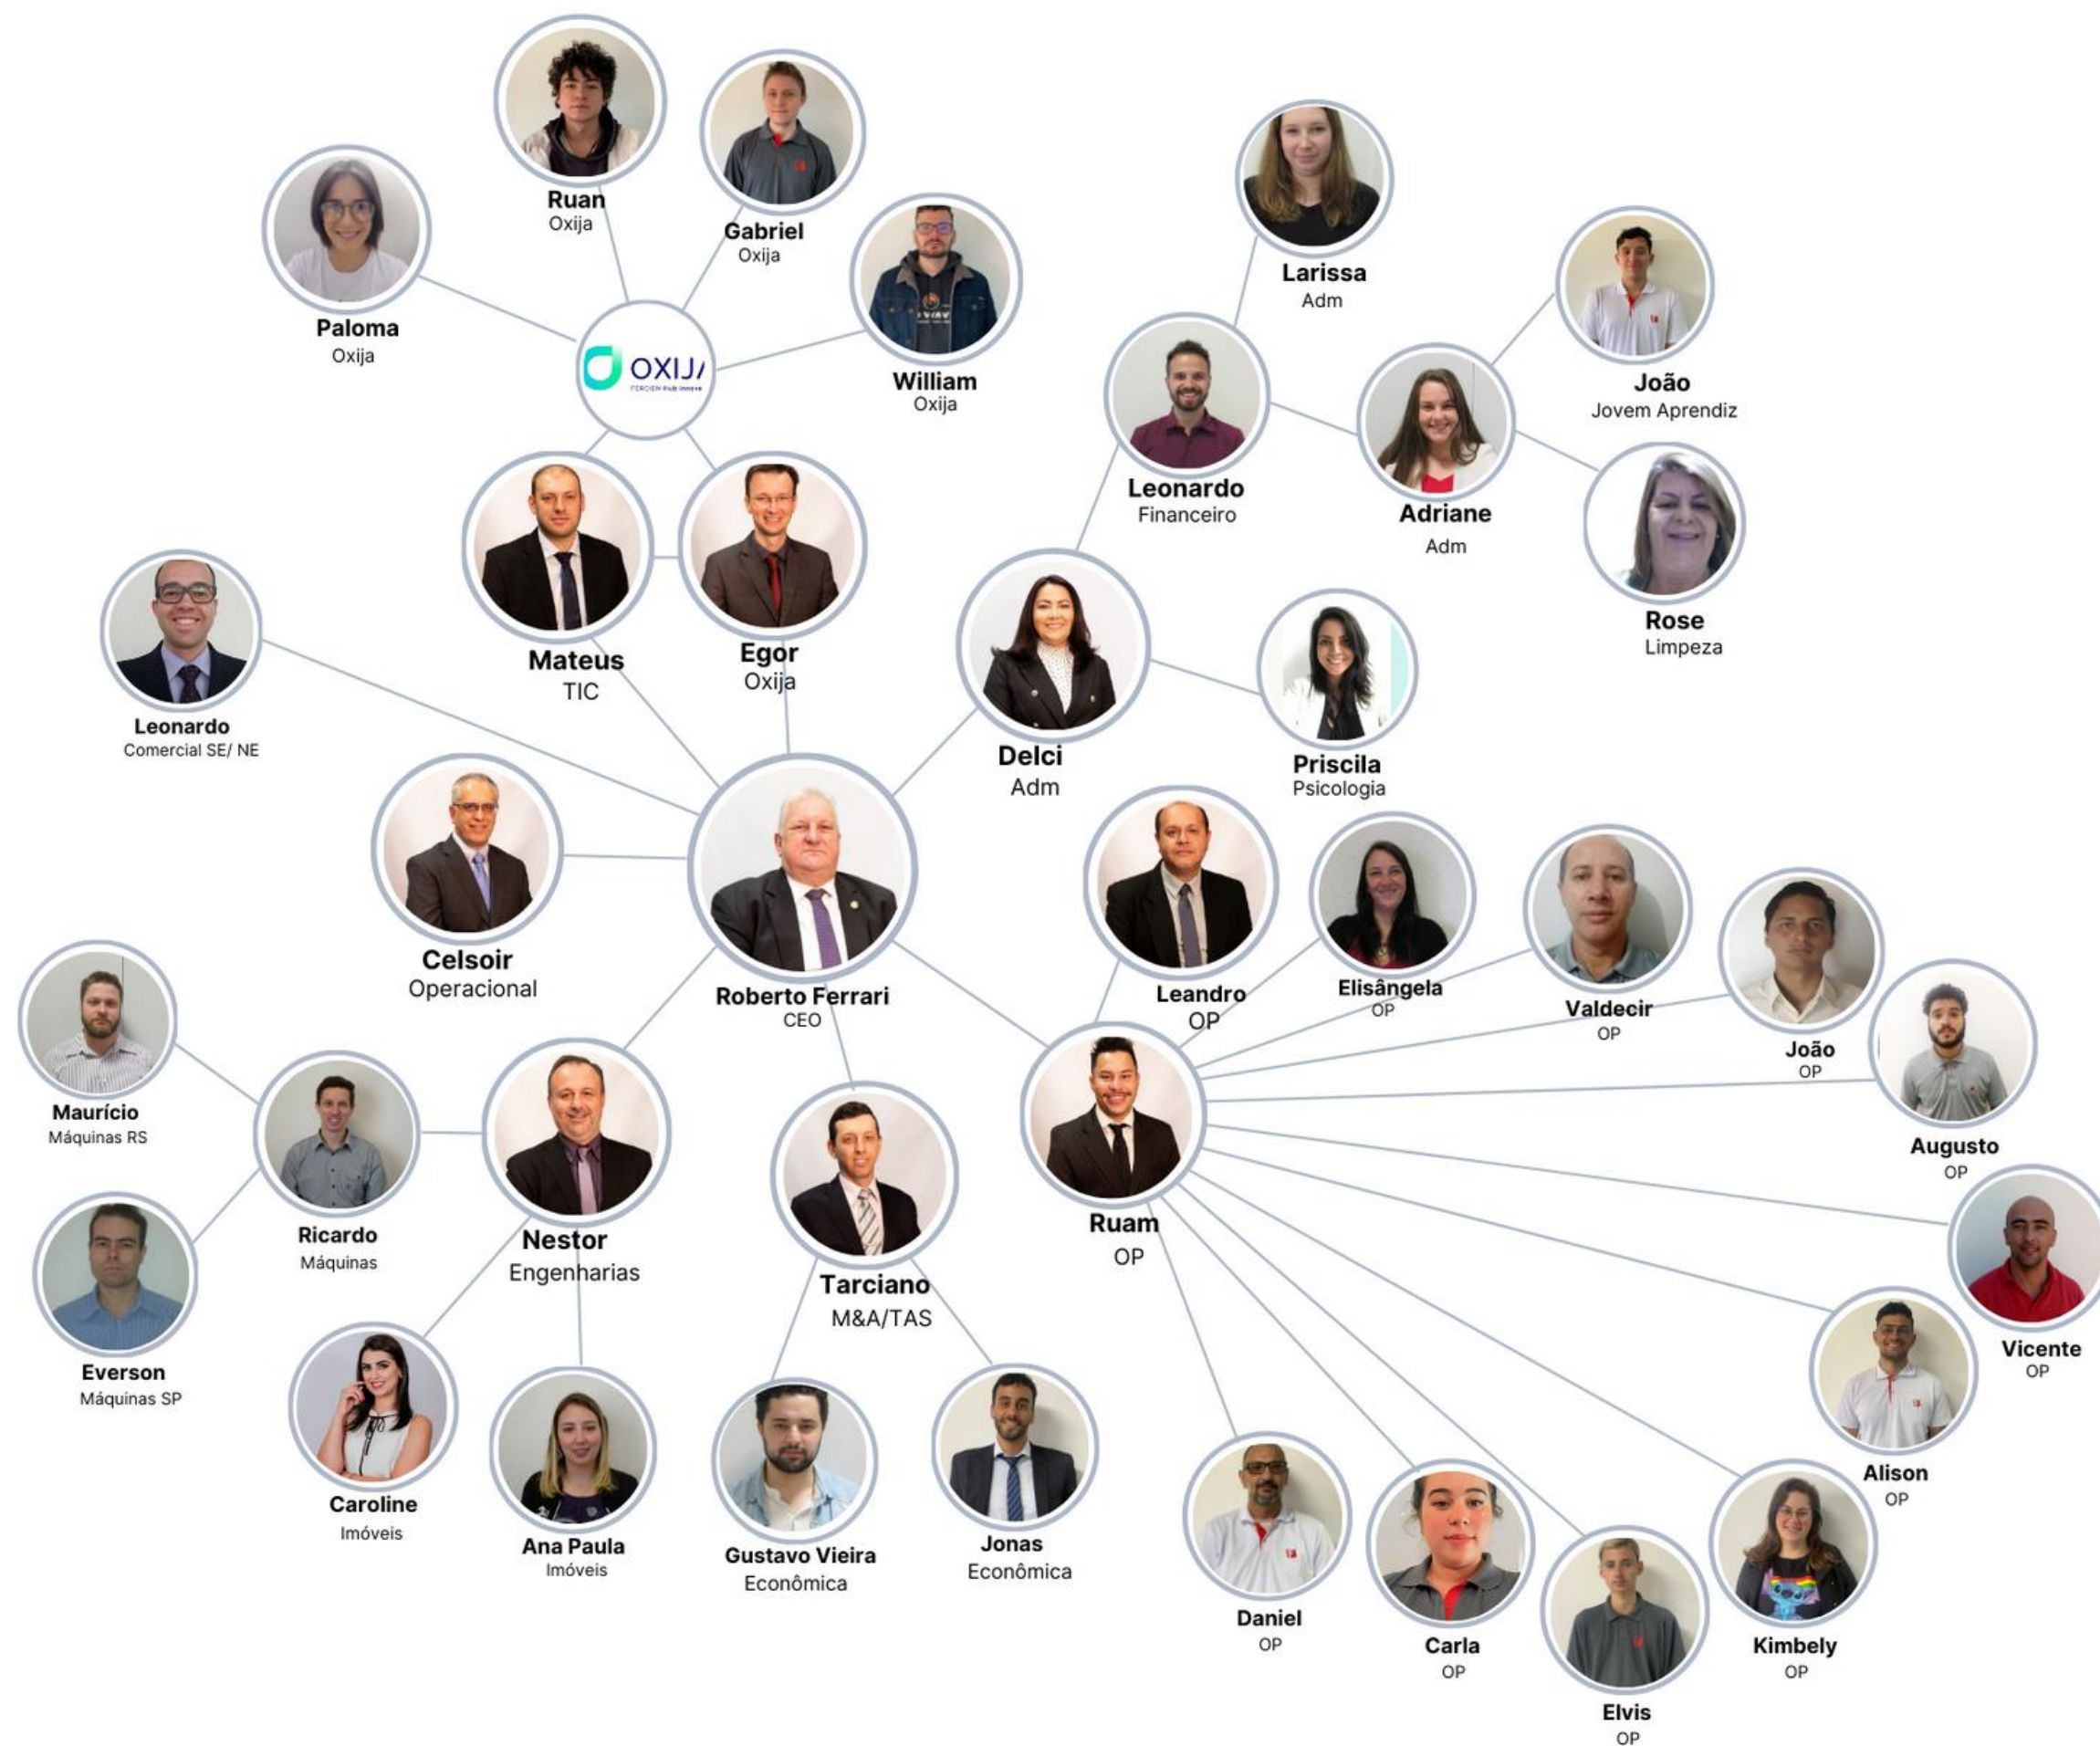 Ruan
Oxija
Gabriel
Oxija
Paloma
Oxija
William
Oxija
OXIJ
Larissa
Adm
João
Jovem Aprendiz
Leonardo
Financeiro
Adriane
Adm
Rose
Limpeza
Mateus
TIC
Egor
Oxija
Leonardo
Comercial SE/ NE
Delci
Adm
Priscila
Psicologia
Celsoir
Operacional
Roberto Ferrari
CEO
Leandro
OP
Elisângela
OP
Valdecir
OP
João
OP
Augusto
OP
Maurício
Máquinas RS
Ricardo
Máquinas
Nestor
Engenharias
Tarciano
M&A/TAS
Ruam
OP
Vicente
OP
Everson
Máquinas SP
Caroline
Imóveis
Ana Paula
Imóveis
Gustavo Vieira
Econômica
Jonas
Econômica
Alison
OP
Daniel
OP
Carla
OP
Kimbely
OP
Elvis
OP